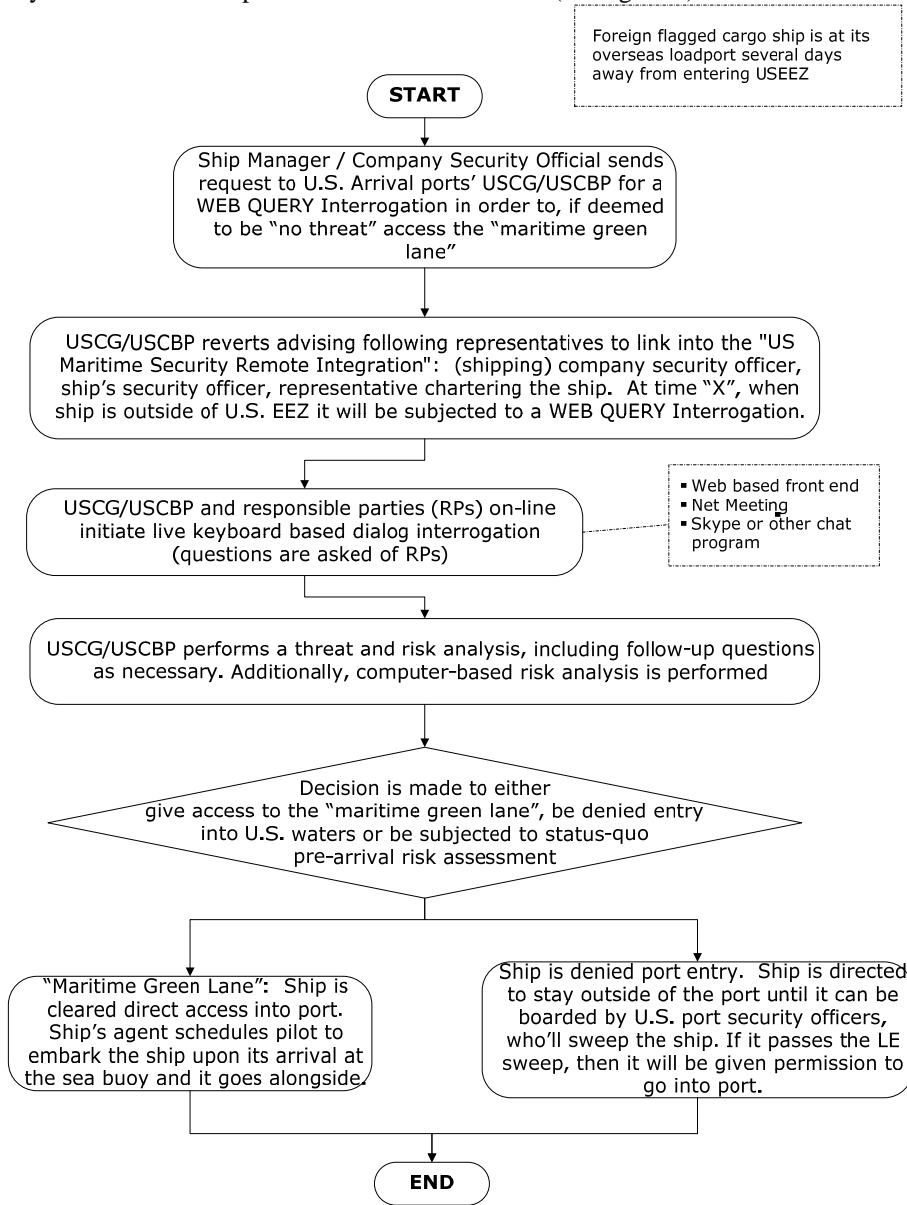 Foreign flagged cargo ship is at its
overseas loadport several days
away from entering USEEZ
START
Ship Manager / Company Security Official sends
request to U.S. Arrival ports’ USCG/USCBP for a
WEB QUERY Interrogation in order to, if deemed
to be “no threat” access the “maritime green
lane”
USCG/USCBP reverts advising following representatives to link into the "US
Maritime Security Remote Integration": (shipping) company security officer,
ship’s security officer, representative chartering the ship. At time “X”, when
ship is outside of U.S. EEZ it will be subjected to a WEB QUERY Interrogation.
USCG/USCBP and responsible parties (RPs) on-line
initiate live keyboard based dialog interrogation
(questions are asked of RPs)
▪ Web based front end
▪ Net Meeting
▪ Skype or other chat
program
USCG/USCBP performs a threat and risk analysis, including follow-up questions
as necessary. Additionally, computer-based risk analysis is performed
Decision is made to either
give access to the “maritime green lane”, be denied entry
into U.S. waters or be subjected to status-quo
pre-arrival risk assessment
“Maritime Green Lane”: Ship is
cleared direct access into port.
Ship’s agent schedules pilot to
embark the ship upon its arrival at
the sea buoy and it goes alongside.
Ship is denied port entry. Ship is directed
to stay outside of the port until it can be
boarded by U.S. port security officers,
who’ll sweep the ship. If it passes the LE
sweep, then it will be given permission to
go into port.
END